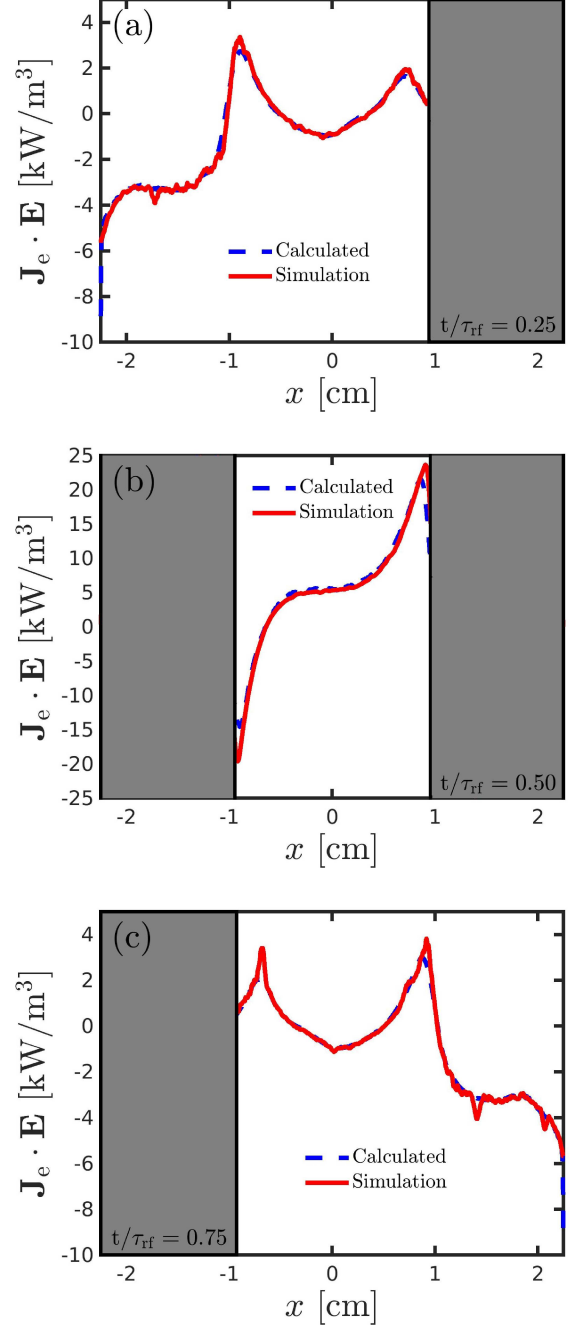 (a)
4
2
0
-2
-4
-6
-8
-10
J_e · E [kW/m³]
Calculated
Simulation
t/τ_rf = 0.25
-2 -1 0 1 2
x [cm]
(b)
25
20
15
10
5
0
-5
-10
-15
-20
-25
J_e · E [kW/m³]
Calculated
Simulation
t/τ_rf = 0.50
-2 -1 0 1 2
x [cm]
(c)
4
2
0
-2
-4
-6
-8
-10
J_e · E [kW/m³]
Calculated
Simulation
t/τ_rf = 0.75
-2 -1 0 1 2
x [cm]